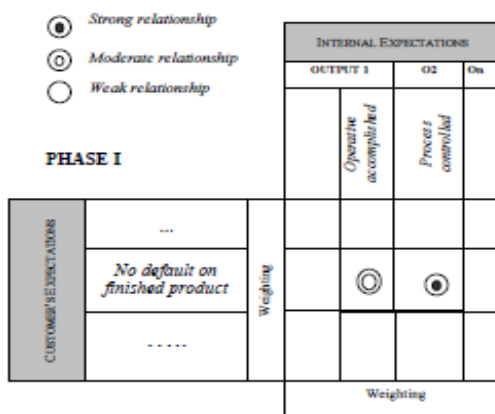 Strong relationship
Moderate relationship
Weak relationship
INTERNAL EXPECTATIONS
OUTPUT 1 O2 On
Operative
accomplished
Process
controlled
PHASE I
CUSTOMER'S EXPECTATIONS
....
No default on
finished product
- - - - -
Weighting
Weighting